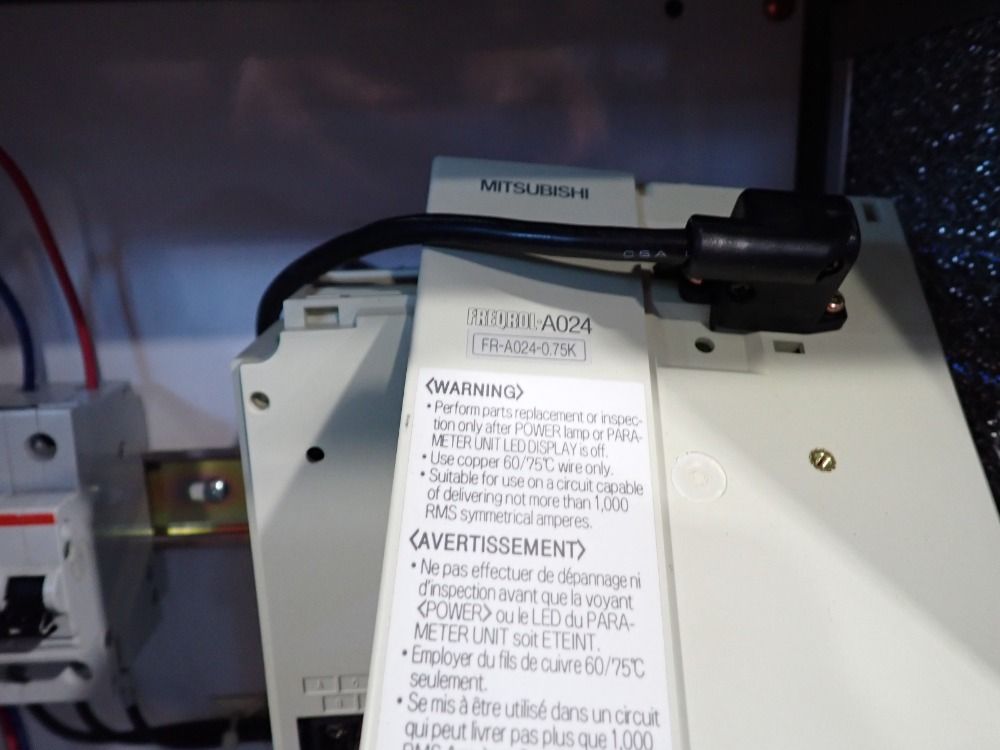 MITSUBISHI
CSA
FREQROL-A024
FR-A024-0.75K
〈WARNING〉
• Perform parts replacement or inspec-
tion only after POWER lamp or PARA-
METER UNIT LED DISPLAY is off.
• Use copper 60/75℃ wire only.
• Suitable for use on a circuit capable
of delivering not more than 1,000
RMS symmetrical amperes.
〈AVERTISSEMENT〉
• Ne pas effectuer de dépannage ni
d'inspection avant que la voyant
〈POWER〉 ou le LED du PARA-
METER UNIT soit ETEINT.
• Employer du fils de cuivre 60/75℃
seulement.
• Se mis à être utilisé dans un circuit
qui peut livrer pas plus que 1,000
RMS